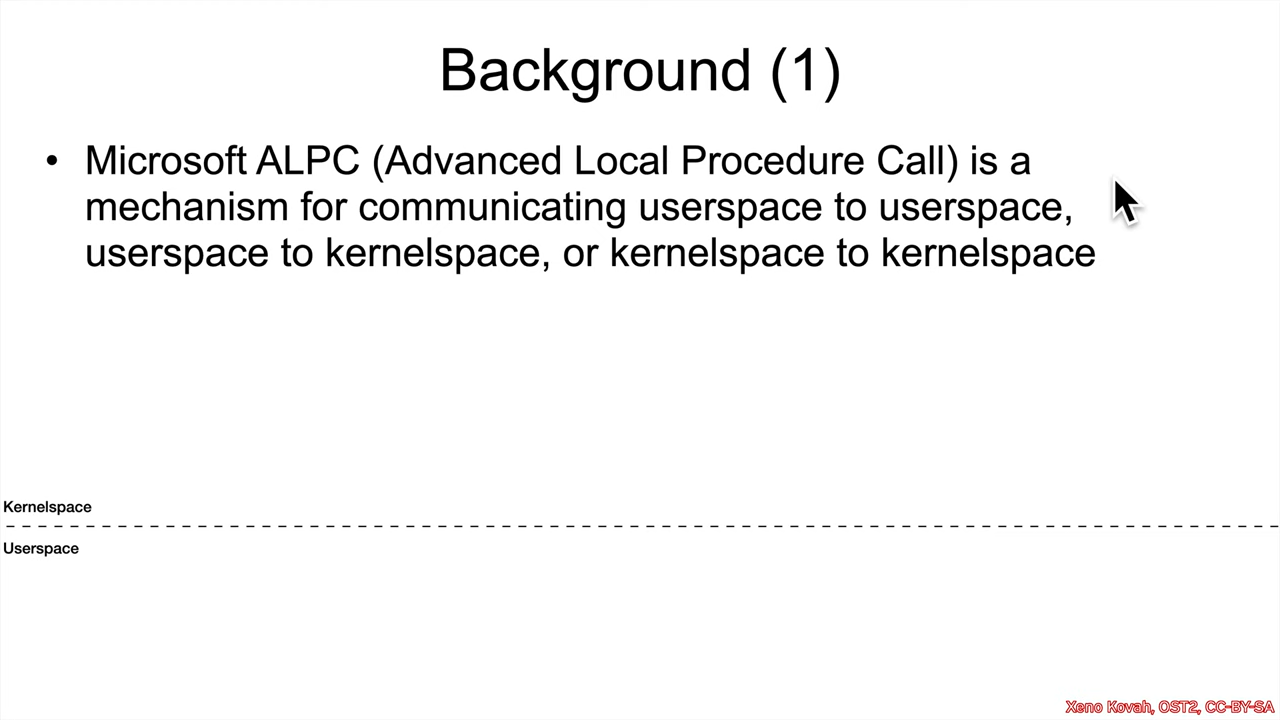 Background (1)
• Microsoft ALPC (Advanced Local Procedure Call) is a
mechanism for communicating userspace to userspace,
userspace to kernelspace, or kernelspace to kernelspace
Kernelspace
Userspace
Xeno Kovah, OST2, CC-BY-SA